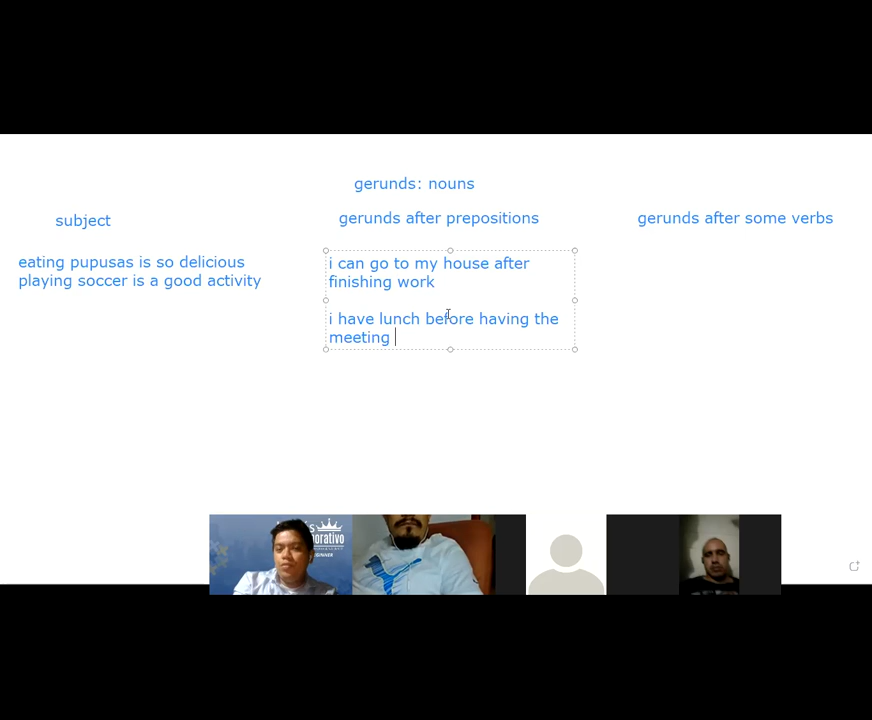 gerunds: nouns
subject
gerunds after prepositions
gerunds after some verbs
eating pupusas is so delicious
playing soccer is a good activity
i can go to my house after
finishing work
i have lunch before having the
meeting